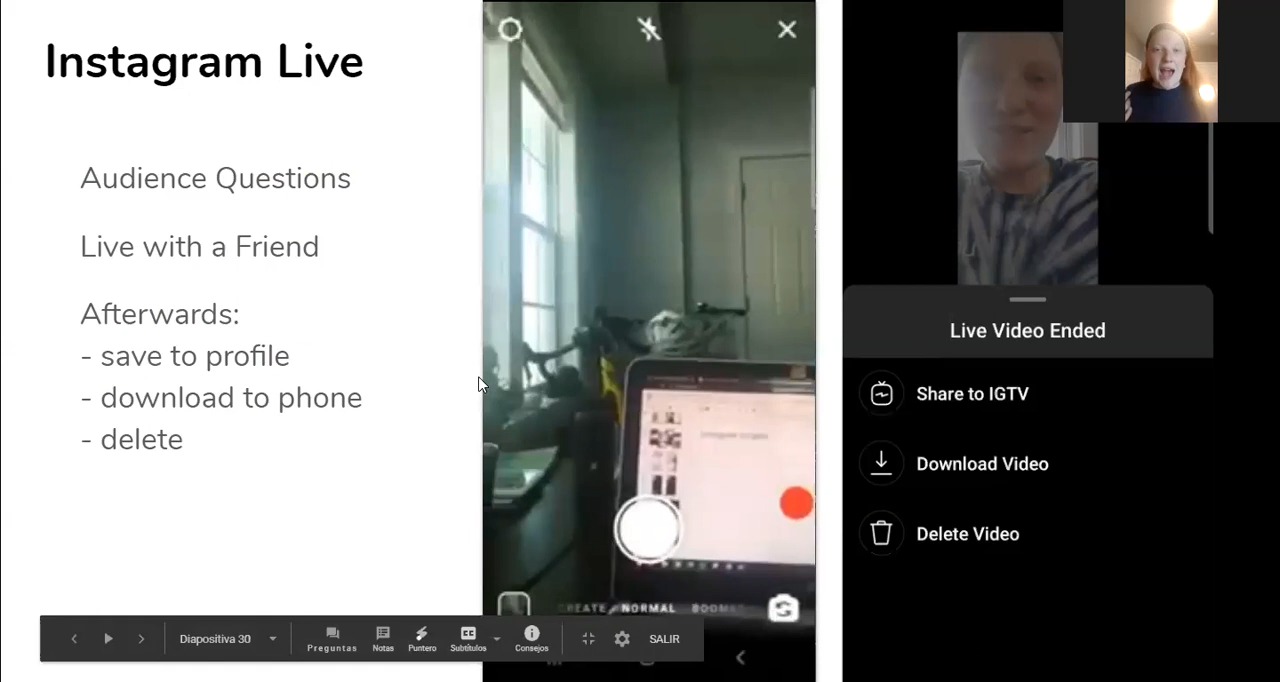 Instagram Live
Audience Questions
Live with a Friend
Afterwards:
- save to profile
- download to phone
- delete
CREATE NORMAL
Live Video Ended
Share to IGTV
Download Video
Delete Video
Diapositiva 30
Preguntas
Notas
Puntero
Subtítulos
Consejos
SALIR